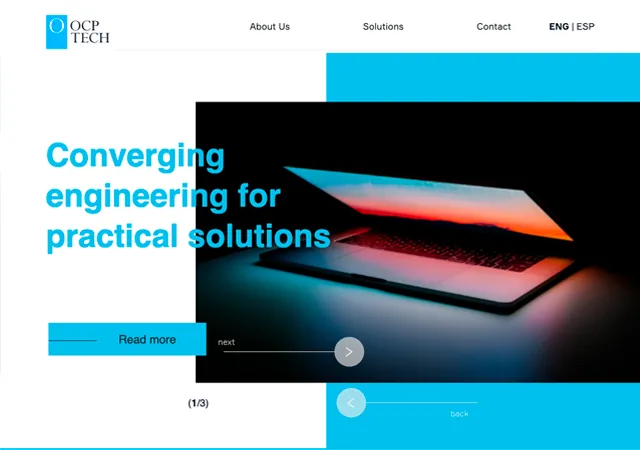 O OCP
TECH
About Us
Solutions
Contact
ENG | ESP
Converging
engineering for
practical solutions
Read more
next
(1/3)
back